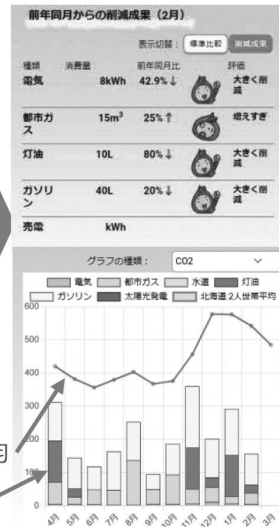 前年同月からの削減成果（2月）
表示切替： 標準比較 削減成果
種類 消費量 前年同月比 評価
電気 8kWh 42.9%↓ 大きく削
減
都市ガ 15m³ 25%↑ 増えすぎ
ス
灯油 10L 80%↓ 大きく削
減
ガソリ 40L 20%↓ 大きく削
ン 減
売電 kWh
グラフの種類： CO2
電気 都市ガス 水道 灯油
ガソリン 太陽光発電 北海道2人世帯平均
600
500
400
300
200
100
0
4月 5月 6月 7月 8月 9月 10月 11月 12月 1月 2月 3月